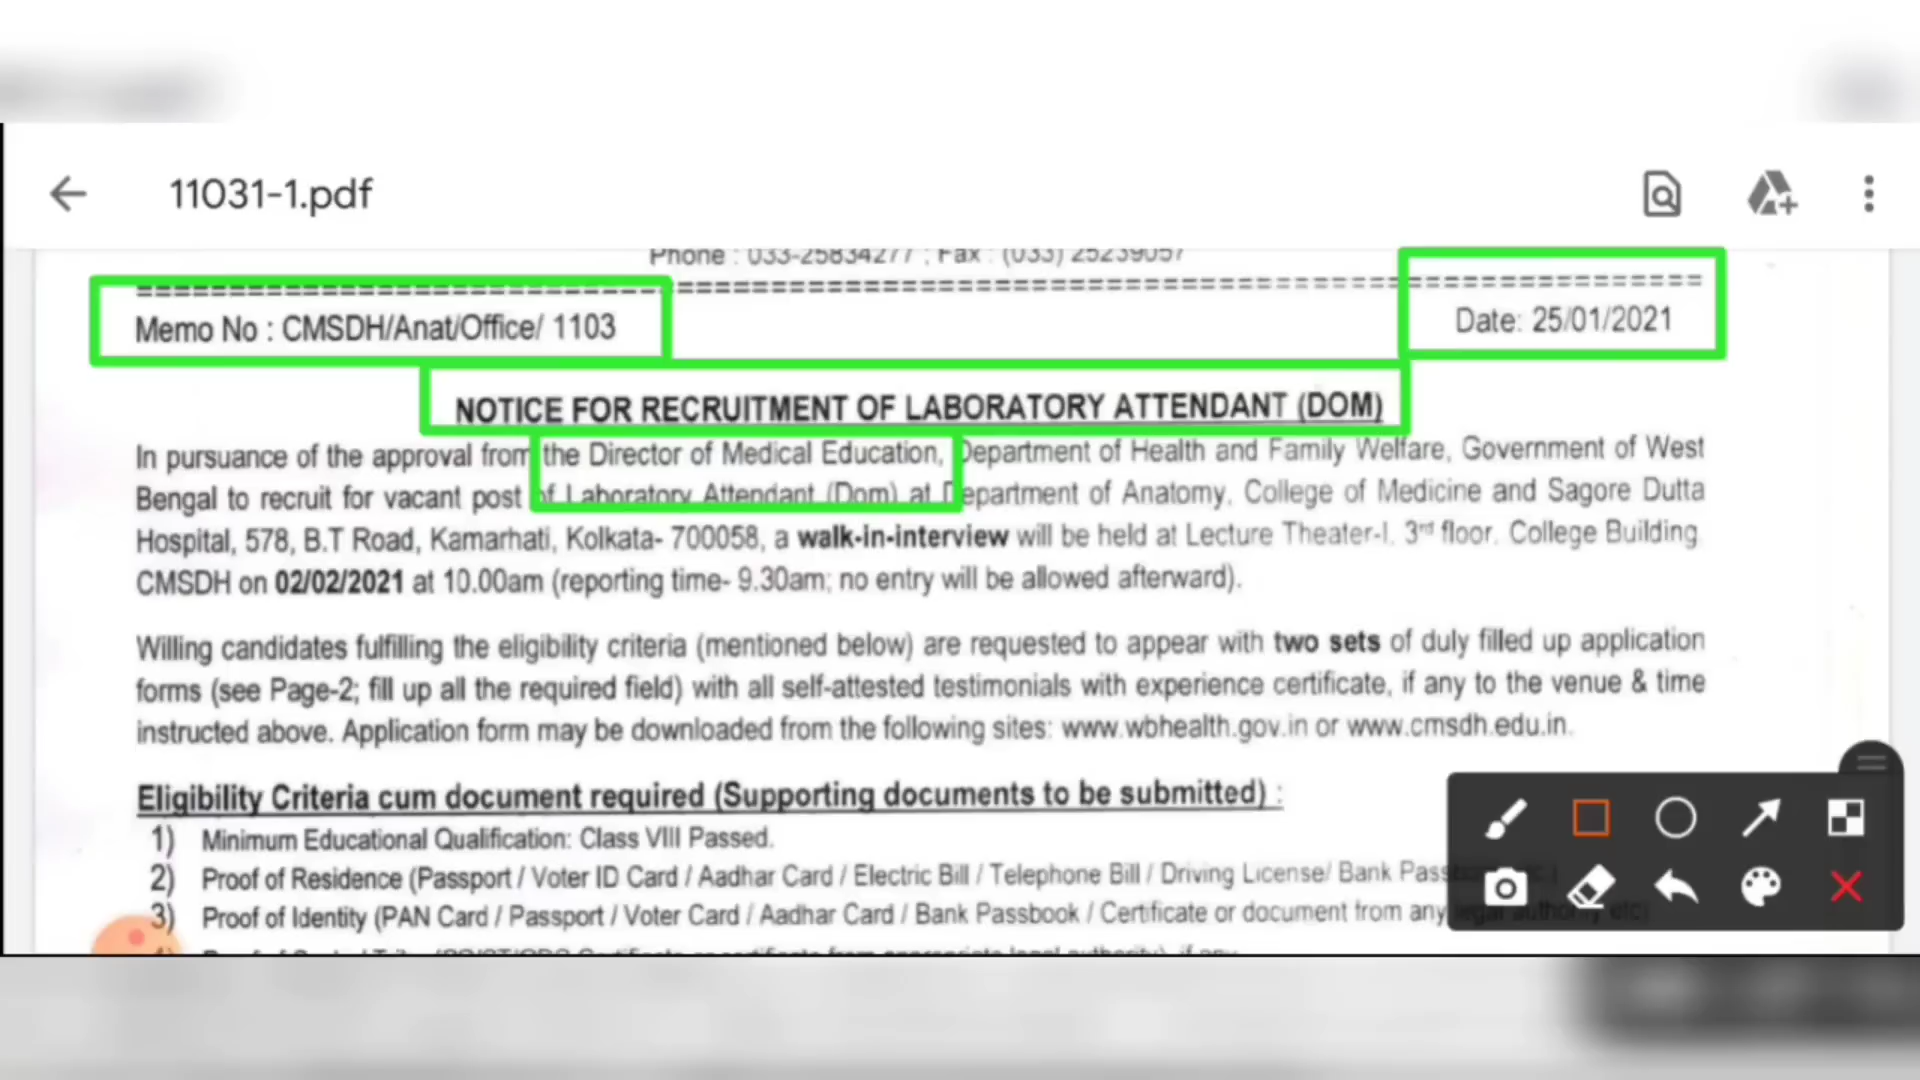 11031-1.pdf
Phone : 033-25834277 ; Fax : (033) 25239057
Memo No : CMSDH/Anat/Office/ 1103
Date: 25/01/2021
NOTICE FOR RECRUITMENT OF LABORATORY ATTENDANT (DOM)
In pursuance of the approval from the Director of Medical Education, Department of Health and Family Welfare, Government of West
Bengal to recruit for vacant post of Laboratory Attendant (Dom) at Department of Anatomy, College of Medicine and Sagore Dutta
Hospital, 578, B.T Road, Kamarhati, Kolkata- 700058, a walk-in-interview will be held at Lecture Theater-I, 3rd floor, College Building
CMSDH on 02/02/2021 at 10.00am (reporting time- 9.30am; no entry will be allowed afterward).
Willing candidates fulfilling the eligibility criteria (mentioned below) are requested to appear with two sets of duly filled up application
forms (see Page-2; fill up all the required field) with all self-attested testimonials with experience certificate, if any to the venue & time
instructed above. Application form may be downloaded from the following sites: www.wbhealth.gov.in or www.cmsdh.edu.in.
Eligibility Criteria cum document required (Supporting documents to be submitted) :
1) Minimum Educational Qualification: Class VIII Passed.
2) Proof of Residence (Passport / Voter ID Card / Aadhar Card / Electric Bill / Telephone Bill / Driving License/ Bank
3) Proof of Identity (PAN Card / Passport / Voter Card / Aadhar Card / Bank Passbook / Certificate or document from any legal authority etc)